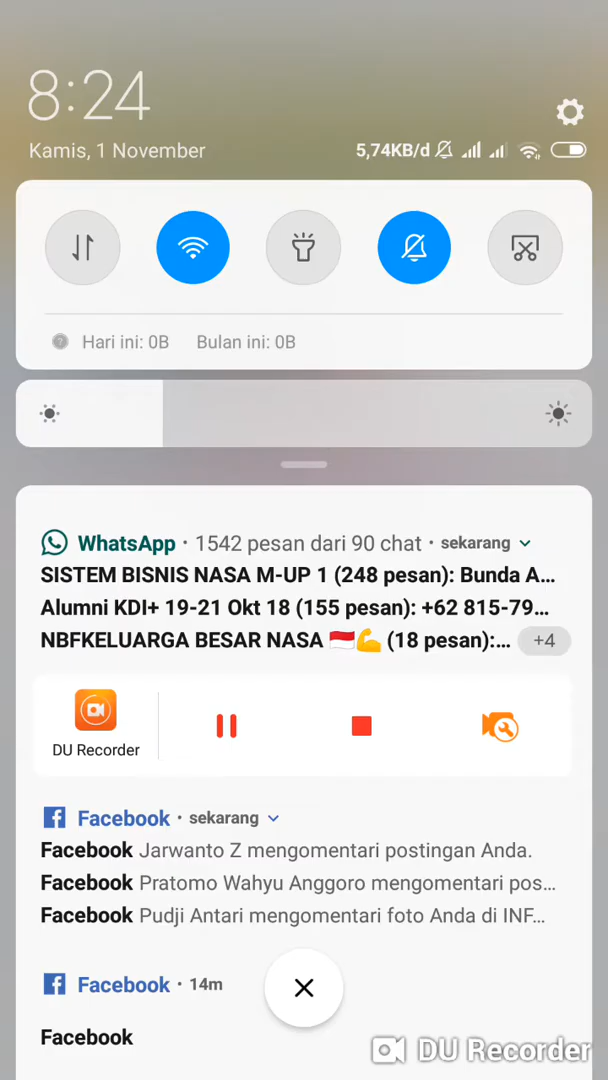 8:24
Kamis, 1 November
5,74KB/d
Hari ini: 0B Bulan ini: 0B
WhatsApp · 1542 pesan dari 90 chat · sekarang
SISTEM BISNIS NASA M-UP 1 (248 pesan): Bunda A...
Alumni KDI+ 19-21 Okt 18 (155 pesan): +62 815-79...
NBFKELUARGA BESAR NASA 🇮🇩💪 (18 pesan):... +4
DU Recorder
Facebook · sekarang
Facebook Jarwanto Z mengomentari postingan Anda.
Facebook Pratomo Wahyu Anggoro mengomentari pos...
Facebook Pudji Antari mengomentari foto Anda di INF...
Facebook · 14m
Facebook
DU Recorder